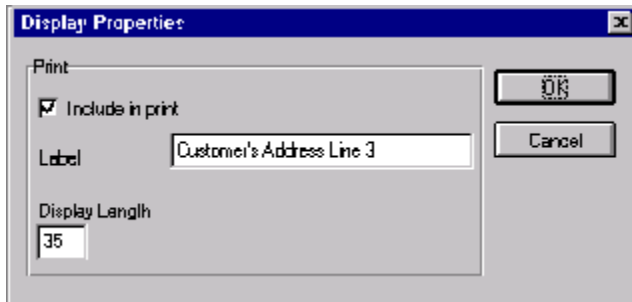 Display Properties
Print
Include in print
Label
Customer's Address Line 3
Display Length
35
OK
Cancel